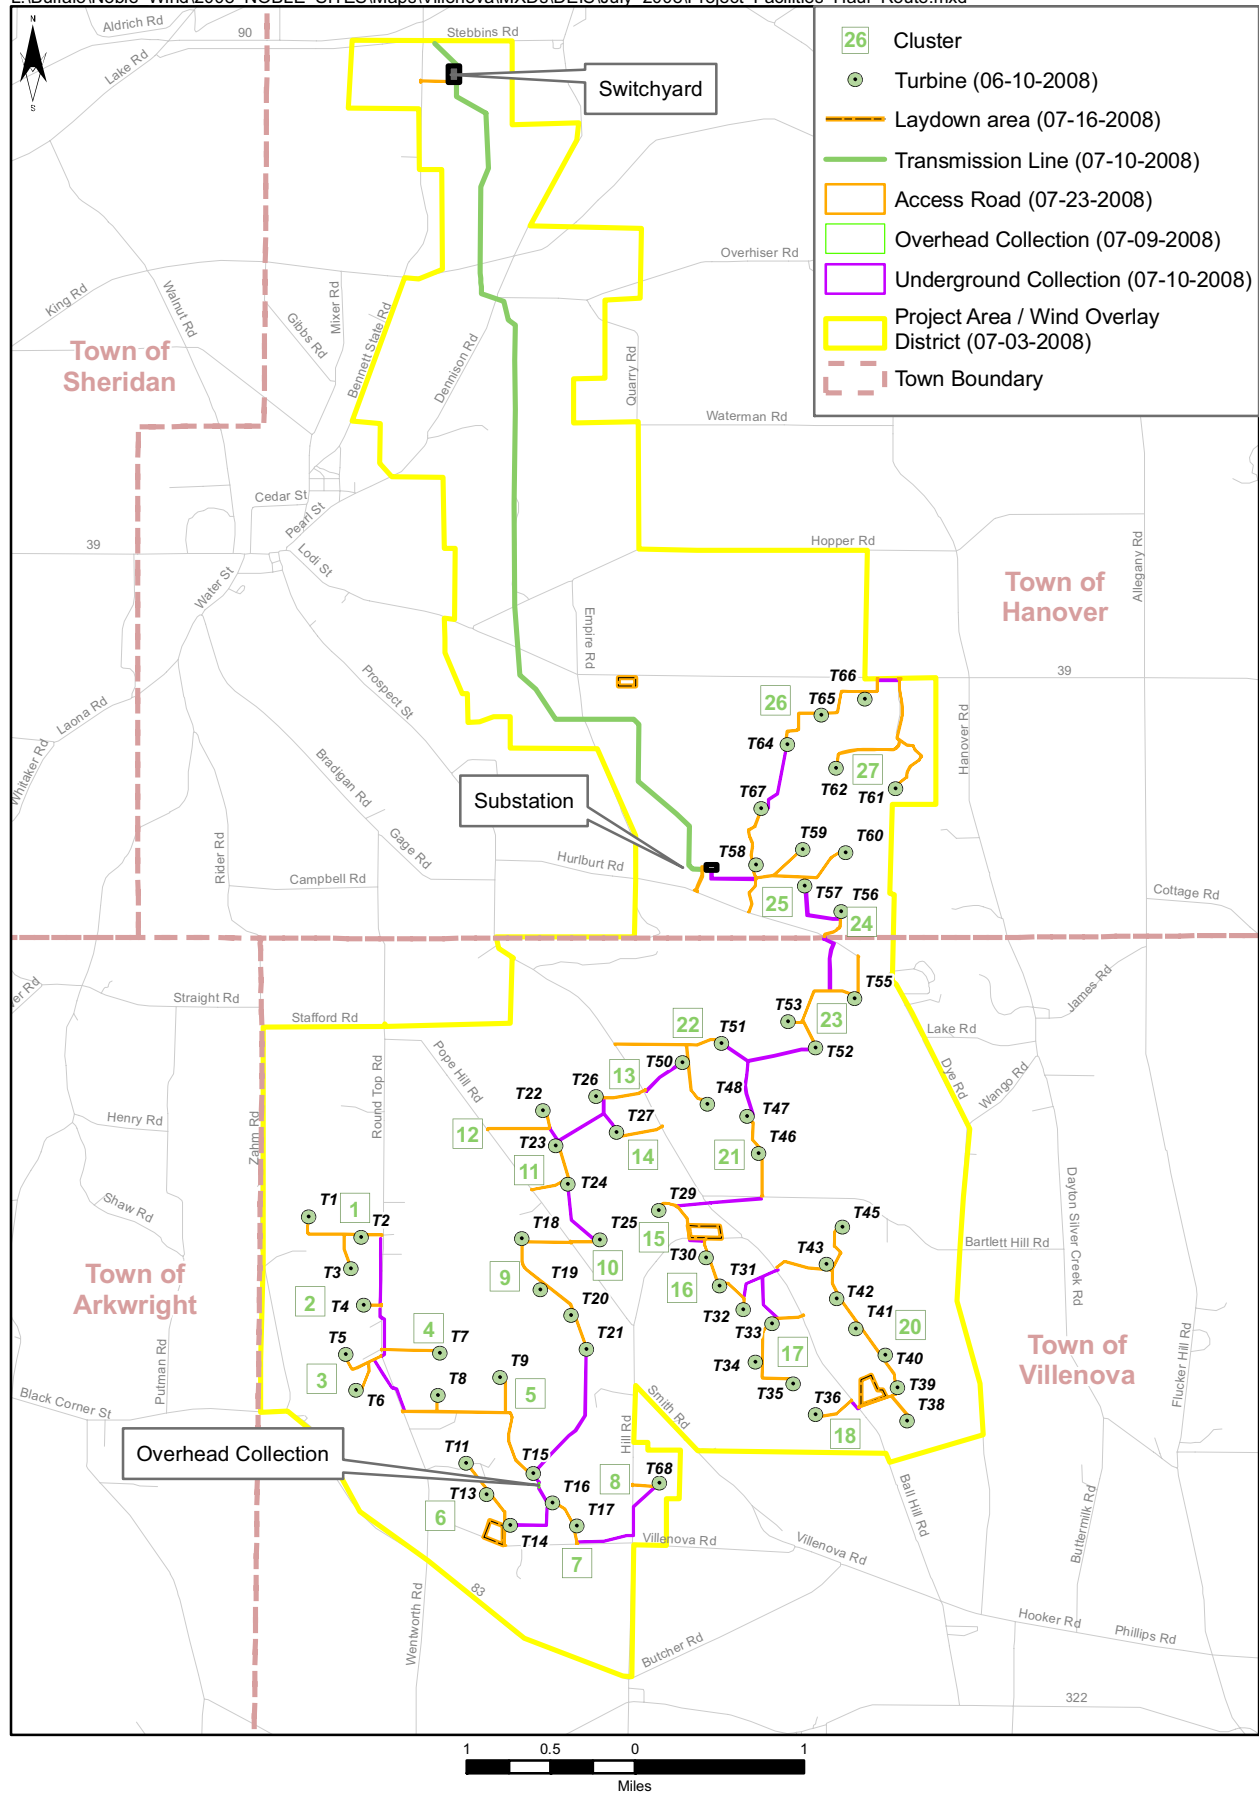 L:\Buffalo\Noble_Wind\2008_NOBLE_SITES\Maps\Villenova\MXDs\DEIS\July_2008\Project_Facilities_Haul_Route.mxd
N
S
26 Cluster
Turbine (06-10-2008)
Laydown area (07-16-2008)
Transmission Line (07-10-2008)
Access Road (07-23-2008)
Overhead Collection (07-09-2008)
Underground Collection (07-10-2008)
Project Area / Wind Overlay
District (07-03-2008)
Town Boundary
Aldrich Rd
90
Stebbins Rd
Lake Rd
Switchyard
Overhiser Rd
King Rd
Walnut Rd
Gibbs Rd
Mixer Rd
Bennett State Rd
Dennison Rd
Quarry Rd
Town of
Sheridan
Waterman Rd
Cedar St
Pearl St
39
Lodi St
Water St
Hopper Rd
Allegany Rd
Town of
Hanover
Empire Rd
Prospect St
Laona Rd
Whitaker Rd
Bradigan Rd
Hanover Rd
39
T66
26
T65
T64
27
T62
T61
T67
Substation
Gage Rd
Rider Rd
Campbell Rd
Hurlburt Rd
T58
T59
T60
T57
T56
25
24
Cottage Rd
er Rd
Straight Rd
Stafford Rd
Pope Hill Rd
Round Top Rd
Henry Rd
Zahm Rd
Shaw Rd
T55
T53
23
T52
22
T51
T50
T48
13
T26
T27
14
T22
12
T23
11
T24
T47
T46
21
James Rd
Lake Rd
Dye Rd
Wango Rd
Dayton Silver Creek Rd
Bartlett Hill Rd
T1
1
T2
T3
2
T4
T5
3
T6
4
T7
T8
T9
5
T18
9
T19
T20
T21
T25
10
T29
15
T30
16
T31
T32
T33
17
T34
T35
T36
18
T45
T43
T42
T41
20
T40
T39
T38
Town of
Arkwright
Town of
Villenova
Putman Rd
Black Corner St
Flucker Hill Rd
Smith Rd
Hill Rd
Overhead Collection
T11
T13
6
T14
T15
T16
T17
7
8
T68
Villenova Rd
Villenova Rd
Ball Hill Rd
Buttermilk Rd
83
Wentworth Rd
Butcher Rd
Hooker Rd
Phillips Rd
322
1 0.5 0 1
Miles